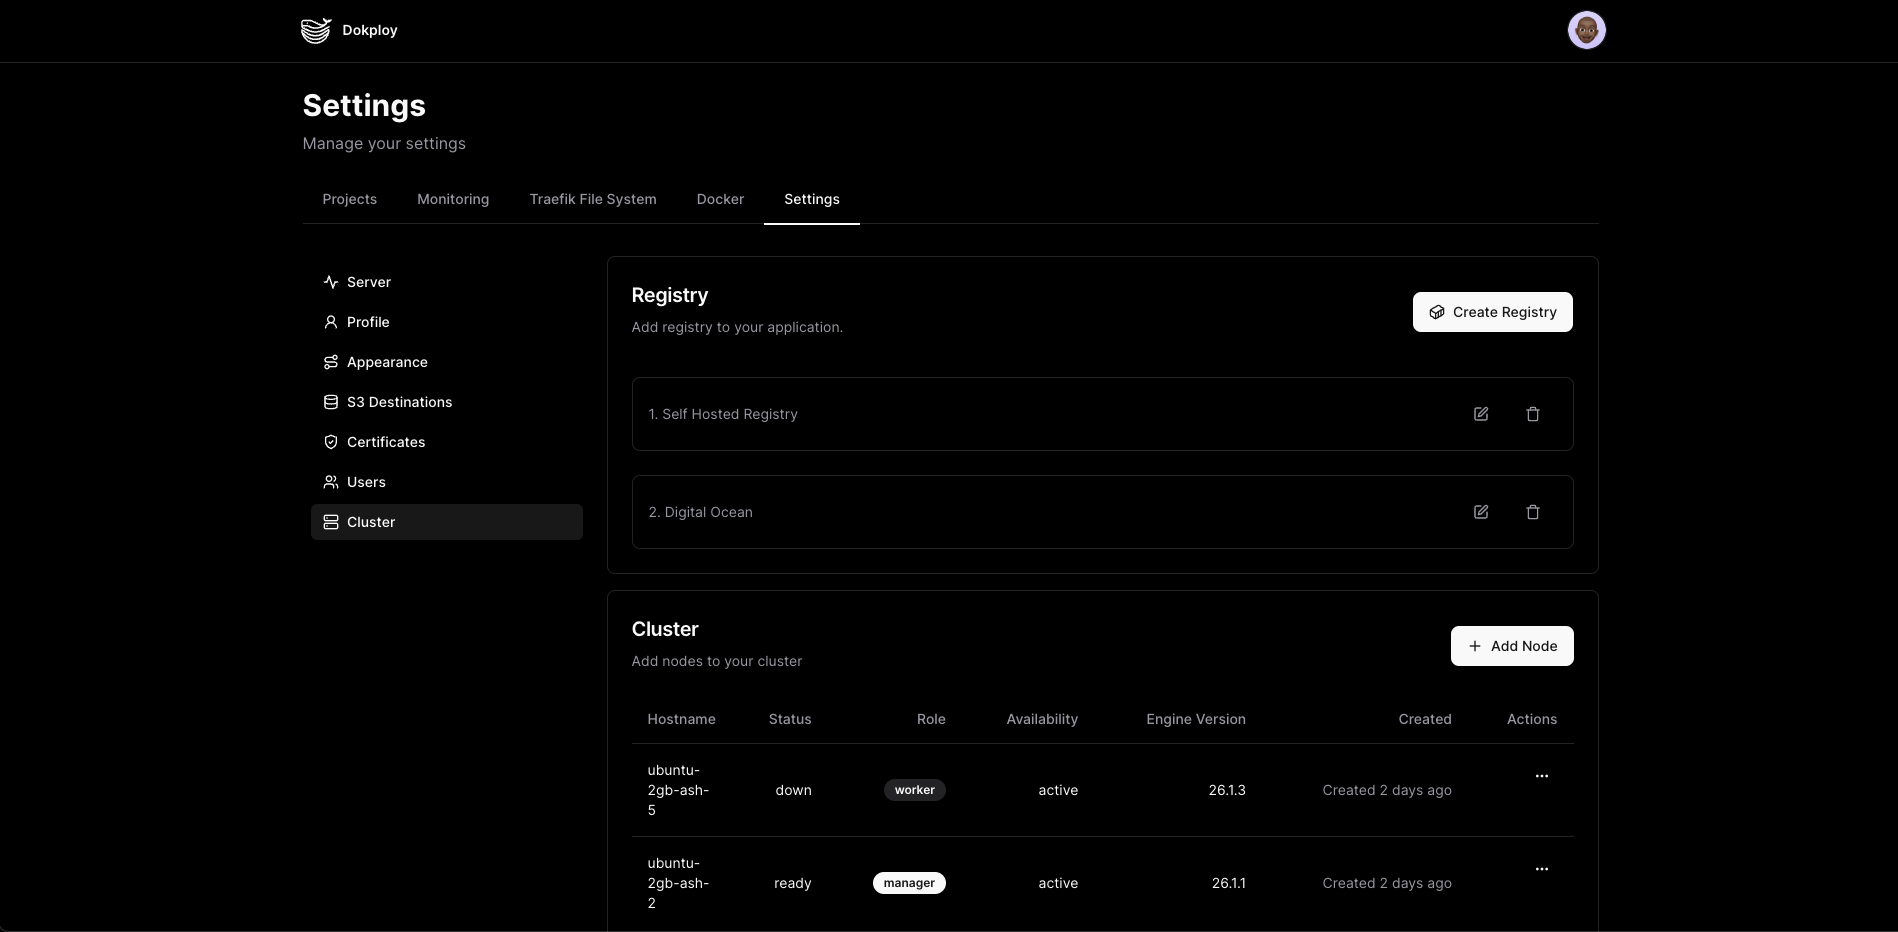 Dokploy
Settings
Manage your settings
Projects Monitoring Traefik File System Docker Settings
Server
Profile
Appearance
S3 Destinations
Certificates
Users
Cluster
Registry
Add registry to your application.
Create Registry
1. Self Hosted Registry
2. Digital Ocean
Cluster
Add nodes to your cluster
Add Node
Hostname Status Role Availability Engine Version Created Actions
ubuntu-
2gb-ash-
5
down worker active 26.1.3 Created 2 days ago
ubuntu-
2gb-ash-
2
ready manager active 26.1.1 Created 2 days ago